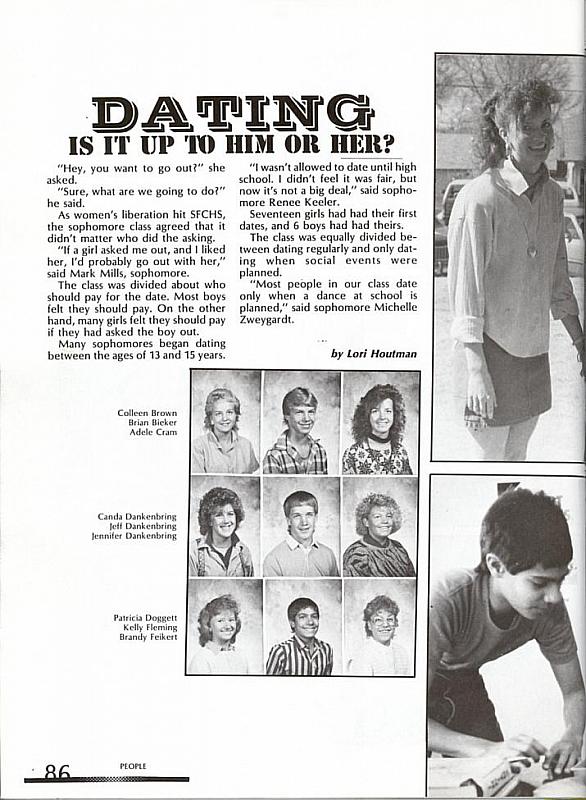 DATING
IS IT UP TO HIM OR HER?
"Hey, you want to go out?" she
asked.
"Sure, what are we going to do?"
he said.
As women's liberation hit SFCHS,
the sophomore class agreed that it
didn't matter who did the asking.
"If a girl asked me out, and I liked
her, I'd probably go out with her,"
said Mark Mills, sophomore.
The class was divided about who
should pay for the date. Most boys
felt they should pay. On the other
hand, many girls felt they should pay
if they had asked the boy out.
Many sophomores began dating
between the ages of 13 and 15 years.
"I wasn't allowed to date until high
school. I didn't feel it was fair, but
now it's not a big deal," said sopho-
more Renee Keeler.
Seventeen girls had had their first
dates, and 6 boys had had theirs.
The class was equally divided be-
tween dating regularly and only dat-
ing when social events were
planned.
"Most people in our class date
only when a dance at school is
planned," said sophomore Michelle
Zweygardt.
by Lori Houtman
Colleen Brown
Brian Bieker
Adele Cram
Canda Dankenbring
Jeff Dankenbring
Jennifer Dankenbring
Patricia Doggett
Kelly Fleming
Brandy Feikert
86
PEOPLE